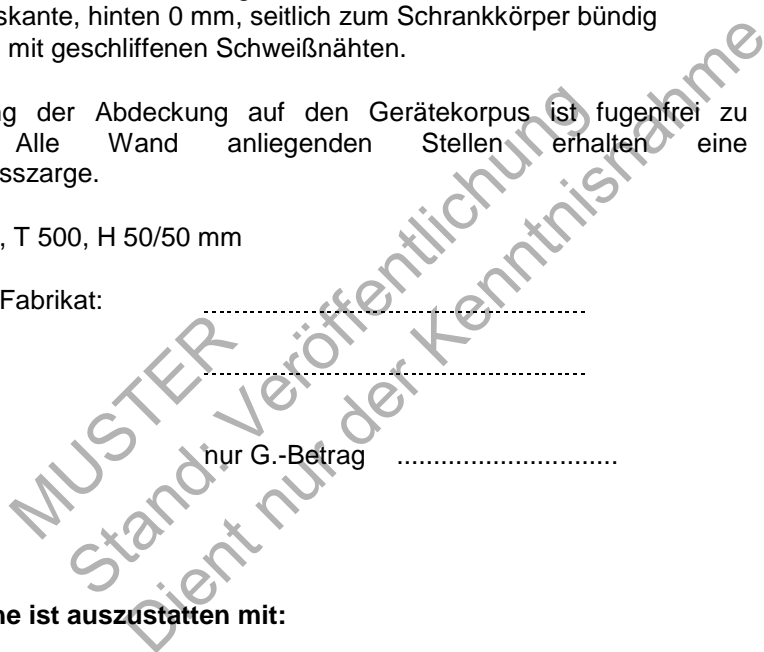 skante, hinten 0 mm, seitlich zum Schrankkörper bündig
mit geschliffenen Schweißnähten.
ng der Abdeckung auf den Gerätekorpus ist fugenfrei zu
Alle Wand anliegenden Stellen erhalten eine
sszarge.
, T 500, H 50/50 mm
Fabrikat:
nur G.-Betrag ..............................
ne ist auszustatten mit:
MUSTER
Stand: Veröffentlichung
Dient nur der Kenntnisnahme